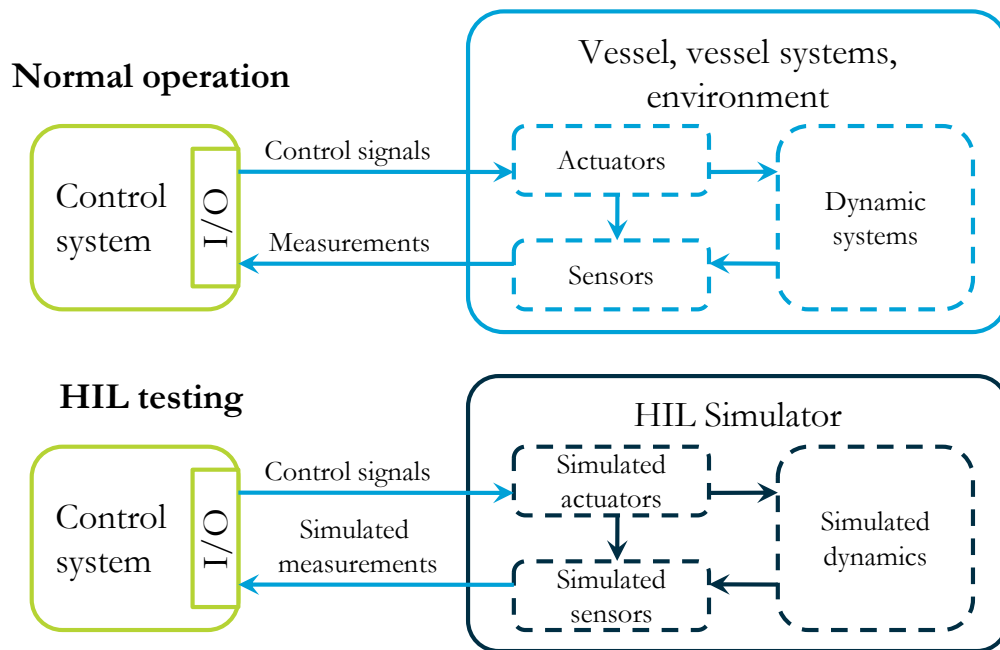 Normal operation
Vessel, vessel systems,
environment
Control
system
I/O
Control signals
Measurements
Actuators
Sensors
Dynamic
systems
HIL testing
HIL Simulator
Control
system
I/O
Control signals
Simulated
measurements
Simulated
actuators
Simulated
sensors
Simulated
dynamics